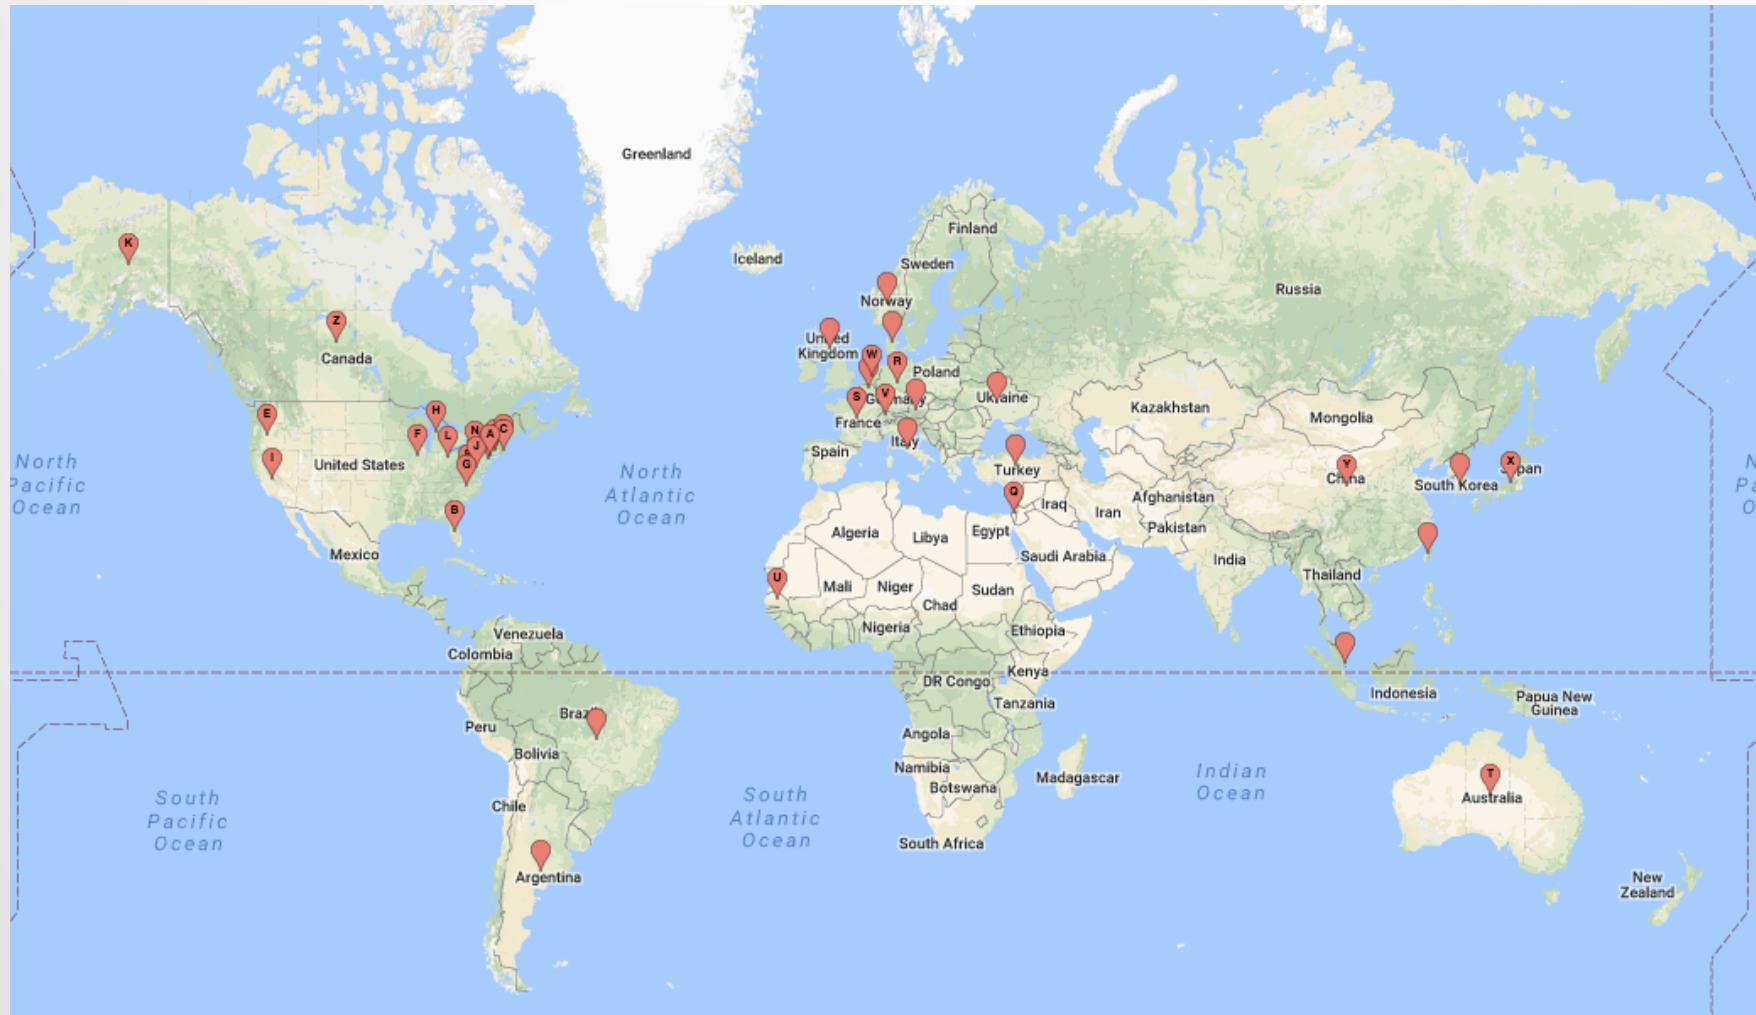 Greenland
Iceland
Finland
Sweden
Norway
Russia
K
Z
Canada
United
Kingdom
W
R
Poland
E
H
S
V
Germany
Ukraine
Kazakhstan
Mongolia
F
L
N
A
C
J
G
France
Italy
Spain
Turkey
I
United States
North
Pacific
Ocean
North
Atlantic
Ocean
Y
China
South Korea
X
Japan
B
Q
Iraq
Iran
Afghanistan
Pakistan
Mexico
Algeria
Libya
Egypt
Saudi Arabia
India
Thailand
U
Mali
Niger
Chad
Sudan
Nigeria
Ethiopia
Venezuela
Colombia
DR Congo
Kenya
Tanzania
Indonesia
Papua New
Guinea
Brazil
Peru
Bolivia
Angola
Namibia
Botswana
Madagascar
Indian
Ocean
T
Australia
South
Pacific
Ocean
Chile
South
Atlantic
Ocean
South Africa
Argentina
New
Zealand